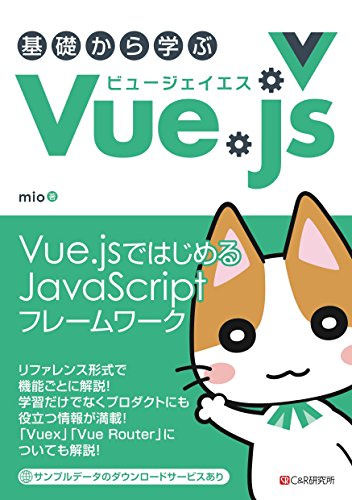 基礎から学ぶ
ビュージェイエス
Vue.js
mio 著
Vue.jsではじめる
JavaScript
フレームワーク
リファレンス形式で
機能ごとに解説!
学習だけでなくプロダクトにも
役立つ情報が満載!
「Vuex」「Vue Router」に
ついても解説!
サンプルデータのダウンロードサービスあり
C&R研究所